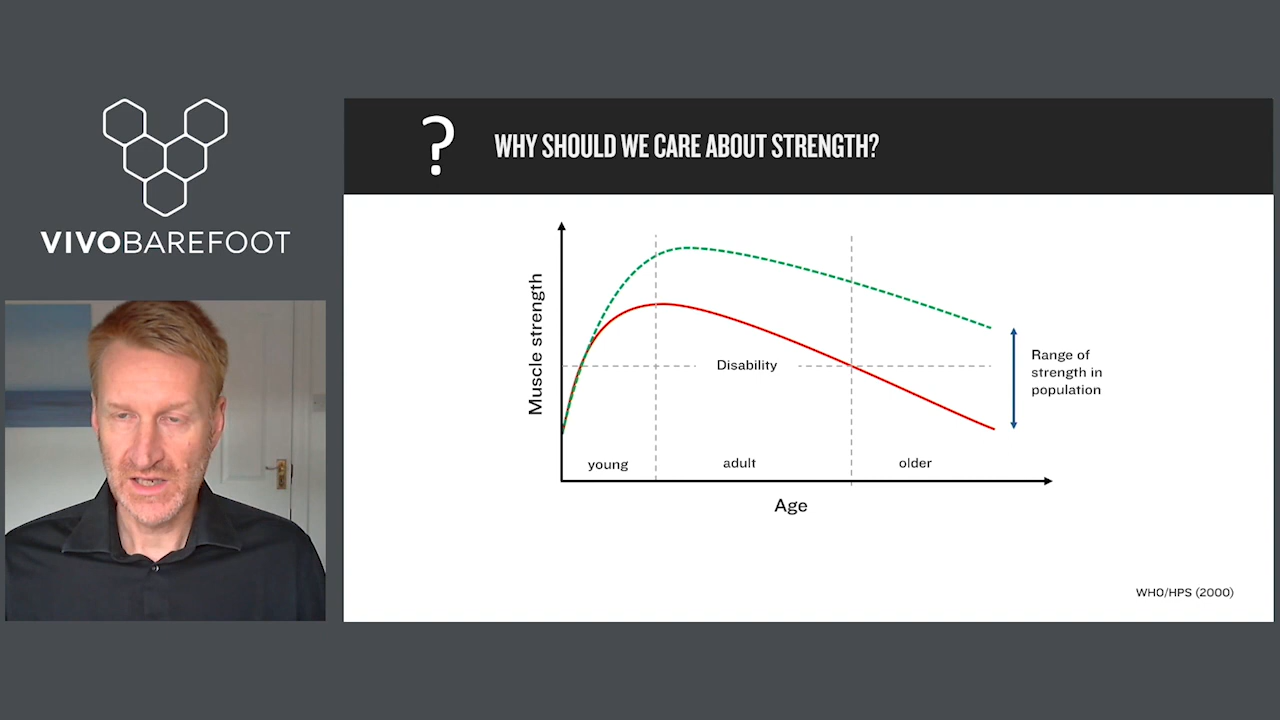 VIVOBAREFOOT
?
WHY SHOULD WE CARE ABOUT STRENGTH?
Muscle strength
Disability
Range of
strength in
population
young
adult
older
Age
WHO/HPS (2000)